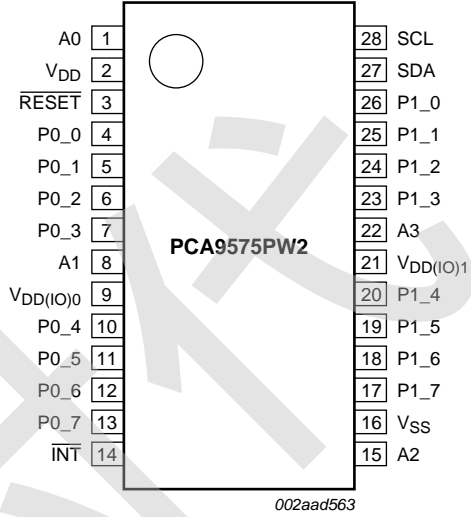 A0 1
VDD 2
RESET 3
P0_0 4
P0_1 5
P0_2 6
P0_3 7
A1 8
VDD(IO)0 9
P0_4 10
P0_5 11
P0_6 12
P0_7 13
INT 14
PCA9575PW2
28 SCL
27 SDA
26 P1_0
25 P1_1
24 P1_2
23 P1_3
22 A3
21 VDD(IO)1
20 P1_4
19 P1_5
18 P1_6
17 P1_7
16 VSS
15 A2
002aad563